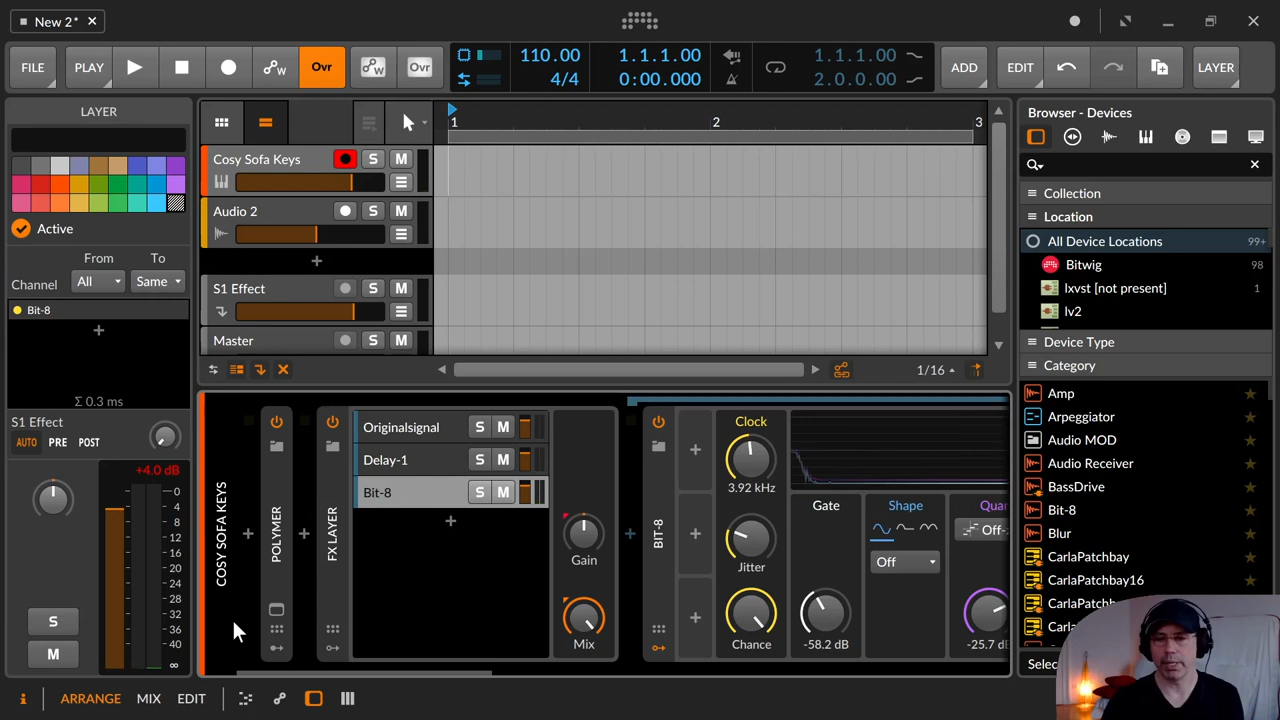 New 2*
FILE
PLAY
Ovr
Ovr
110.00
4/4
1.1.1.00
0:00.000
1.1.1.00
2.0.0.00
ADD
EDIT
LAYER
LAYER
Active
From
To
Channel
All
Same
Bit-8
Σ 0.3 ms
S1 Effect
AUTO
PRE
POST
+4.0 dB
0
4
8
12
16
20
24
28
32
36
40
∞
S
M
1
2
3
Cosy Sofa Keys
S
M
Audio 2
S
M
S1 Effect
S
M
Master
S
M
1/16
COSY SOFA KEYS
POLYMER
FX LAYER
Originalsignal
S
M
Delay-1
S
M
Bit-8
S
M
Gain
Mix
BIT-8
Clock
3.92 kHz
Jitter
Chance
Gate
-58.2 dB
Shape
Off
Quan
Off-
-25.7 d
Browser - Devices
Collection
Location
All Device Locations
99+
Bitwig
98
lxvst [not present]
1
lv2
Device Type
Category
Amp
Arpeggiator
Audio MOD
Audio Receiver
BassDrive
Bit-8
Blur
CarlaPatchbay
CarlaPatchbay16
ARRANGE
MIX
EDIT